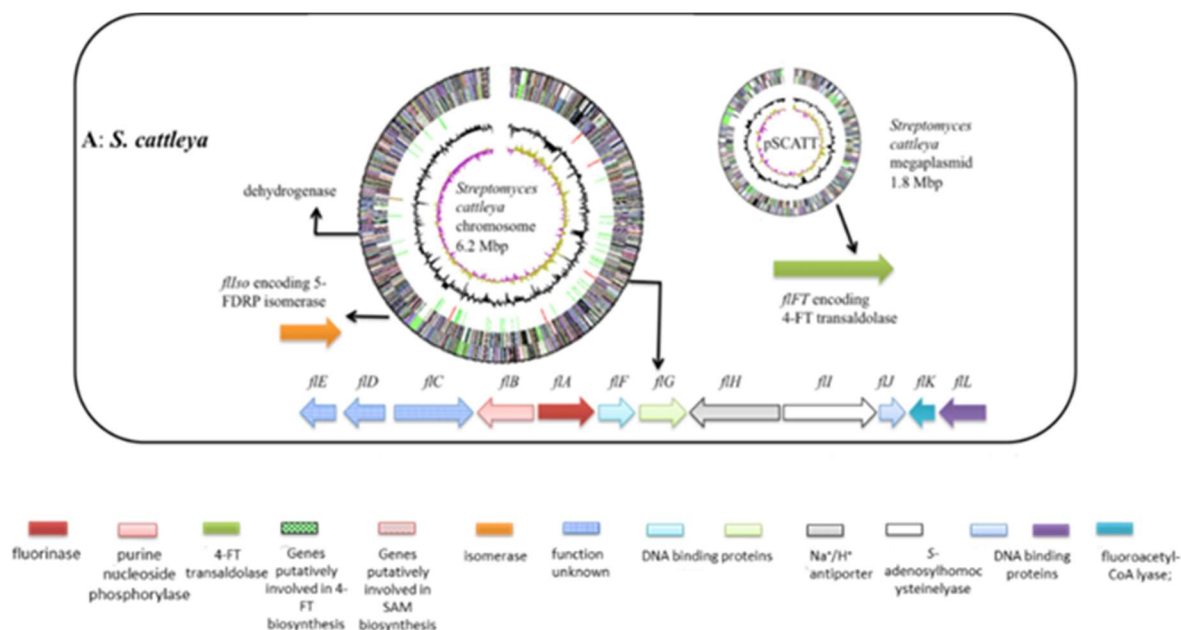 A: S. cattleya
dehydrogenase
flIso encoding 5-
FDRP isomerase
Streptomyces
cattleya
chromosome
6.2 Mbp
pSCATT
Streptomyces
cattleya
megaplasmid
1.8 Mbp
flFT encoding
4-FT transaldolase
flE flD flC flB flA flF flG flH flI flJ flK flL
fluorinase
purine
nucleoside
phosphorylase
4-FT
transaldolase
Genes
putatively
involved in 4-
FT
biosynthesis
Genes
putatively
involved in
SAM
biosynthesis
isomerase
function
unknown
DNA binding proteins
Na⁺/H⁺
antiporter
S-
adenosylhomoc
ysteinelyase
DNA binding
proteins
fluoroacetyl-
CoA lyase;